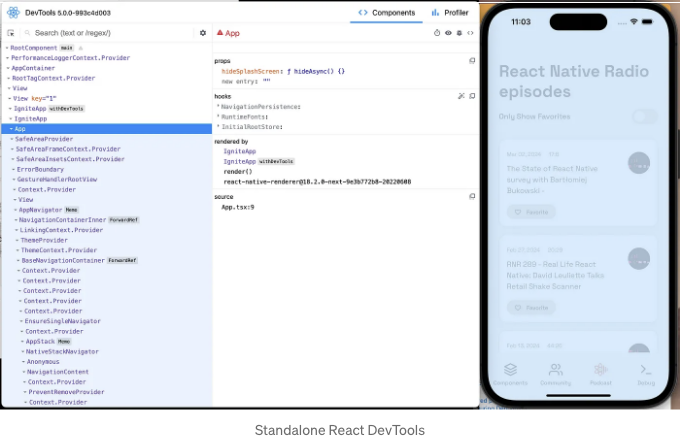 DevTools 5.0.0-993c4d003
Components
Profiler
Search (text or /regex/)
App
RootComponent main
PerformanceLoggerContext.Provider
AppContainer
RootTagContext.Provider
View
View key="1"
IgniteApp withDevTools
IgniteApp
App
SafeAreaProvider
SafeAreaFrameContext.Provider
SafeAreaInsetsContext.Provider
ErrorBoundary
GestureHandlerRootView
Context.Provider
View
AppNavigator Memo
NavigationContainerInner ForwardRef
LinkingContext.Provider
ThemeProvider
ThemeContext.Provider
BaseNavigationContainer ForwardRef
Context.Provider
Context.Provider
Context.Provider
Context.Provider
Context.Provider
EnsureSingleNavigator
Context.Provider
AppStack Memo
NativeStackNavigator
Anonymous
NavigationContent
Context.Provider
PreventRemoveProvider
Context.Provider
props
hideSplashScreen: ƒ hideAsync() {}
new entry: ""
hooks
NavigationPersistence:
RuntimeFonts:
InitialRootStore:
rendered by
IgniteApp
IgniteApp withDevTools
render()
react-native-renderer@18.2.0-next-9e3b772b8-20220608
source
App.tsx:9
11:03
React Native Radio
episodes
Only Show Favorites
The State of React Native
survey with Bertlomiej
Bukowski -
Favorite
RNR 289 - Real Life React
Native: David Leuliette Talks
Retail Shake Scanner
Favorite
Components
Community
Podcast
Debug
Standalone React DevTools